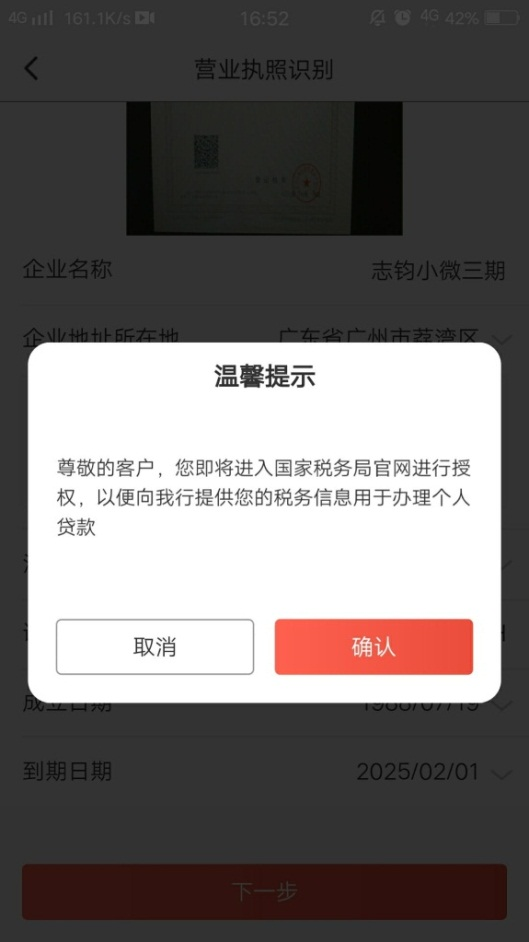 4G 161.1K/s 16:52 4G 42%
营业执照识别
企业名称 志钧小微三期
企业地址所在地 广东省广州市荔湾区
温馨提示
尊敬的客户，您即将进入国家税务局官网进行授
权，以便向我行提供您的税务信息用于办理个人
贷款
取消 确认
成立日期 1988/07/19
到期日期 2025/02/01
下一步